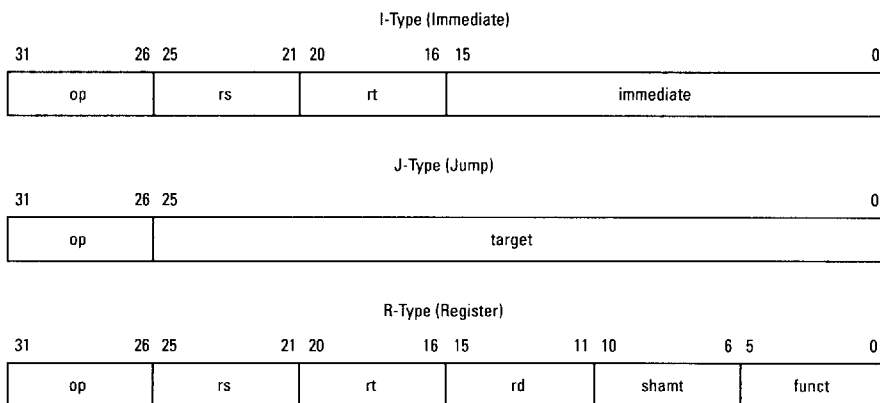 I-Type (Immediate)
31 26 25 21 20 16 15 0
op rs rt immediate
J-Type (Jump)
31 26 25 0
op target
R-Type (Register)
31 26 25 21 20 16 15 11 10 6 5 0
op rs rt rd shamt funct